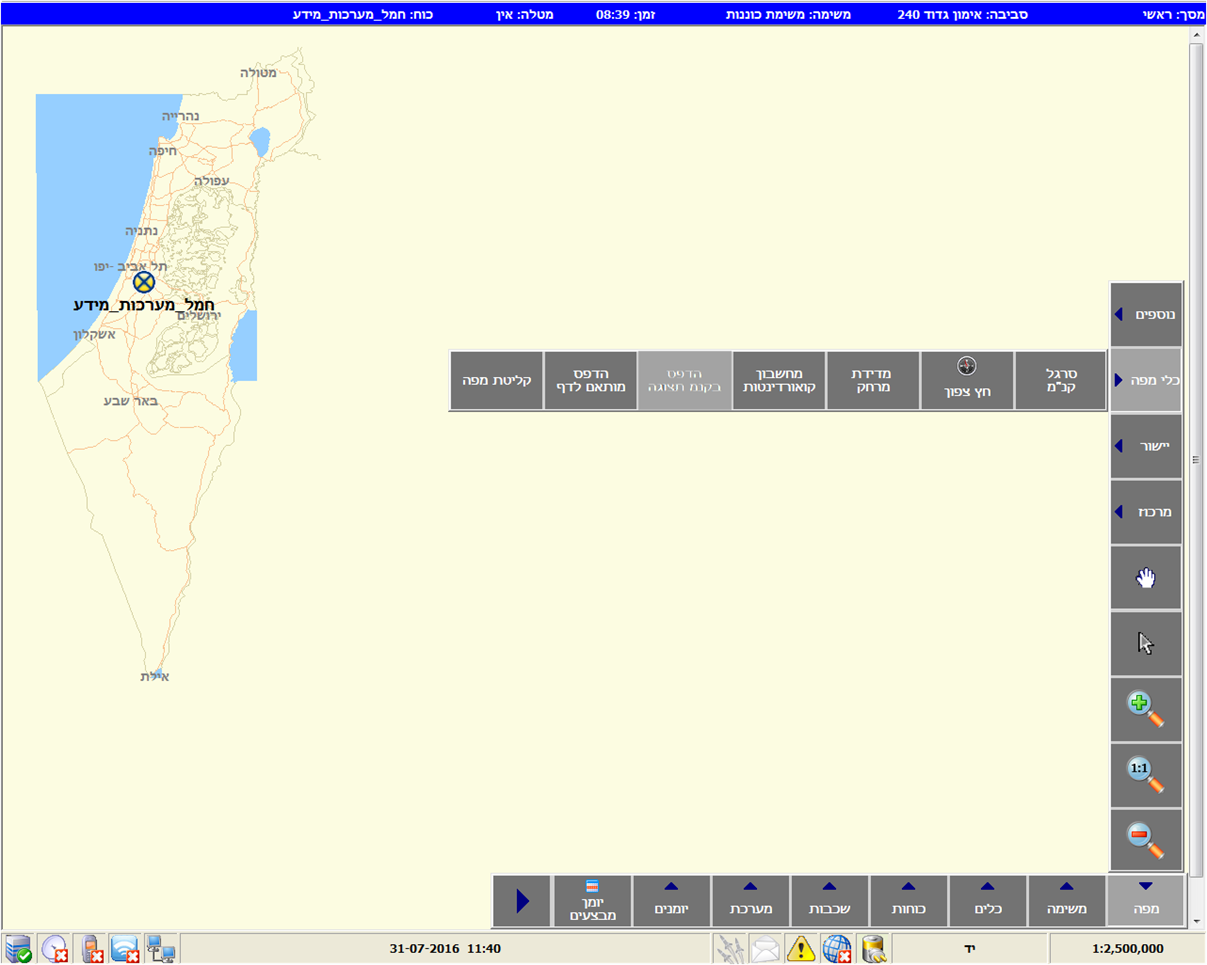 מסך: ראשי סביבה: אימון גדוד 240 משימה: משימת כוננות זמן: 08:39 מטלה: אין כוח: חמל_מערכות_מידע
מטולה
נהרייה
חיפה
עפולה
נתניה
תל אביב -יפו
חמל_מערכות_מידע
ירושלים
אשקלון
באר שבע
אילת
נוספים
כלי מפה
סרגל
קנ"מ
חץ צפון
מדידת
מרחק
מחשבון
קואורדינטות
הדפס
בקנמ תצוגה
הדפס
מותאם לדף
קליטת מפה
יישור
מרכוז
1:1
מפה
משימה
כלים
כוחות
שכבות
מערכת
יומנים
יומך
מבצעים
1:2,500,000
יד
31-07-2016 11:40